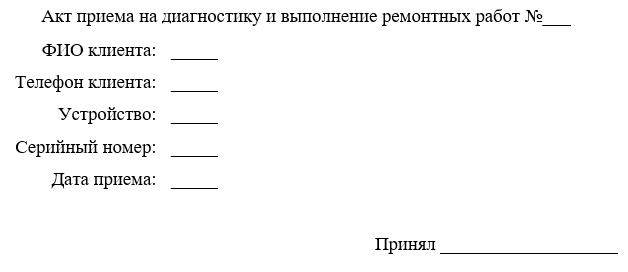 Акт приема на диагностику и выполнение ремонтных работ №___
ФИО клиента: _____
Телефон клиента: _____
Устройство: _____
Серийный номер: _____
Дата приема: _____
Принял ___________________